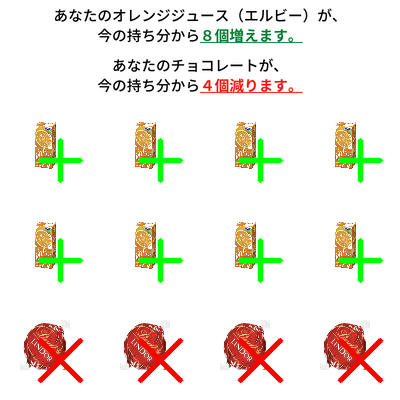 あなたのオレンジジュース（エルビー）が、
今の持ち分から８個増えます。
あなたのチョコレートが、
今の持ち分から４個減ります。
LINDOR
LINDOR
LINDOR
LINDOR